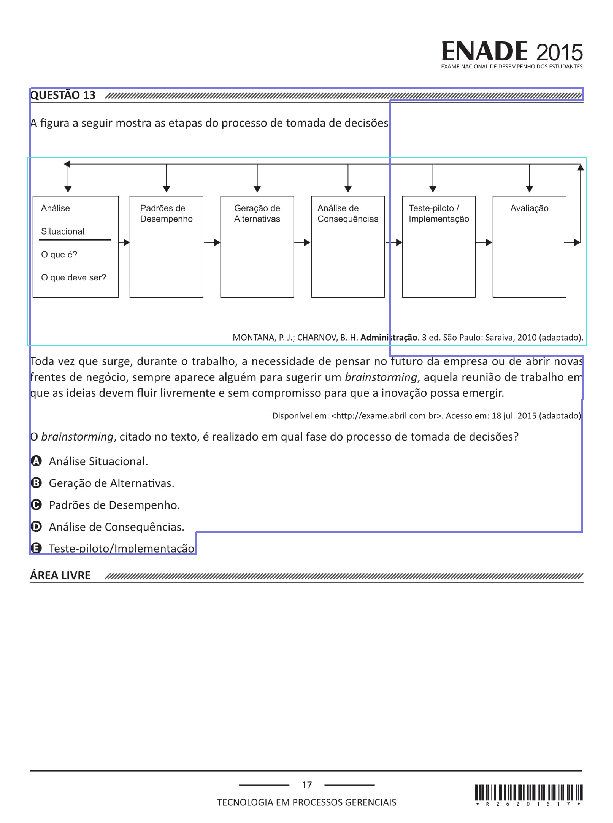 ENADE 2015
EXAME NACIONAL DE DESEMPENHO DOS ESTUDANTES
QUESTÃO 13
A figura a seguir mostra as etapas do processo de tomada de decisões
Análise
Situacional
O que é?
O que deve ser?
Padrões de
Desempenho
Geração de
Alternativas
Análise de
Consequências
Teste-piloto /
Implementação
Avaliação
MONTANA, P. J.; CHARNOV, B. H. Administração. 3 ed. São Paulo: Saraiva, 2010 (adaptado).
Toda vez que surge, durante o trabalho, a necessidade de pensar no futuro da empresa ou de abrir novas
frentes de negócio, sempre aparece alguém para sugerir um brainstorming, aquela reunião de trabalho em
que as ideias devem fluir livremente e sem compromisso para que a inovação possa emergir.
Disponível em: <http://exame.abril.com.br>. Acesso em: 18 jul. 2015 (adaptado)
O brainstorming, citado no texto, é realizado em qual fase do processo de tomada de decisões?
A Análise Situacional.
B Geração de Alternativas.
C Padrões de Desempenho.
D Análise de Consequências.
E Teste-piloto/Implementação
ÁREA LIVRE
17
TECNOLOGIA EM PROCESSOS GERENCIAIS
*R2620151​7*